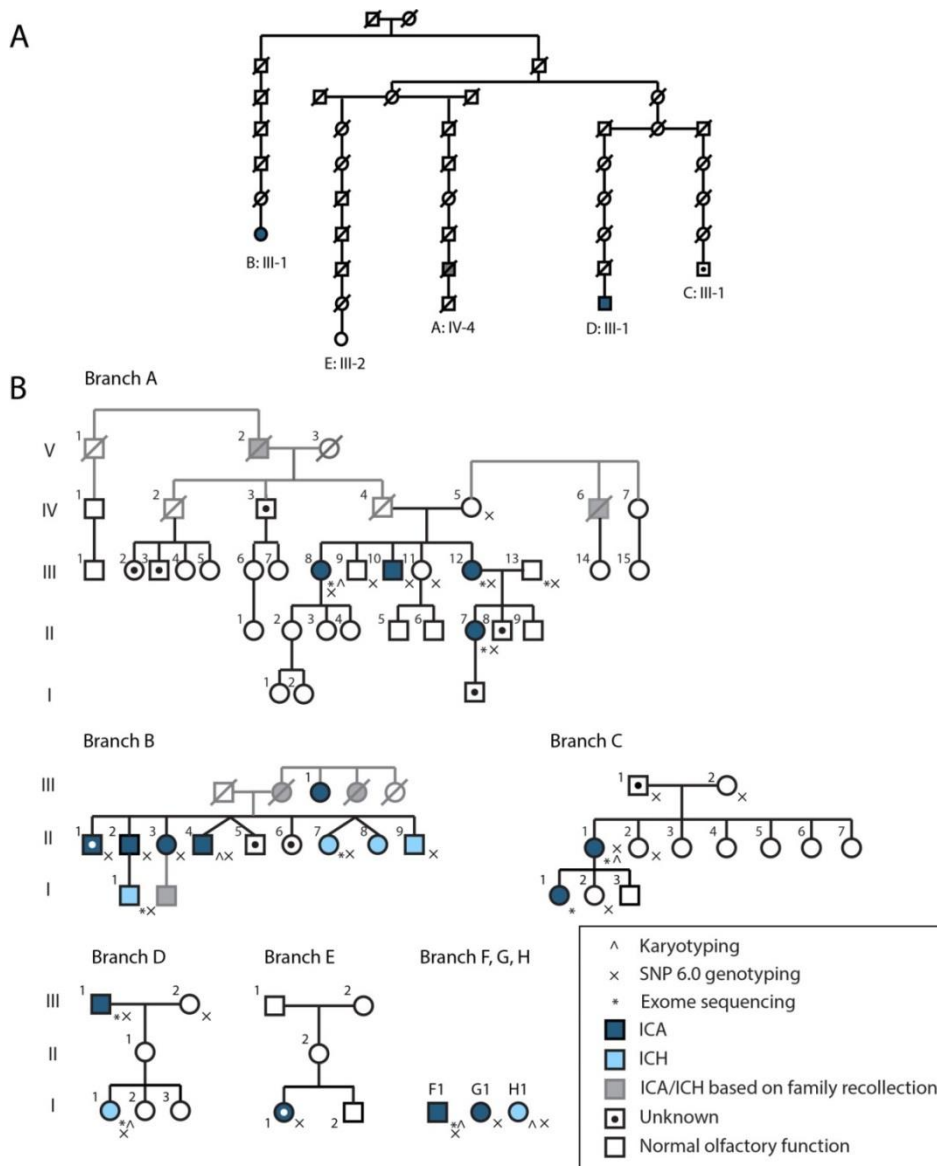 A
B: III-1
C: III-1
A: IV-4
D: III-1
E: III-2
B
Branch A
1 2 3
V
1 2 3 4 5 6 7
IV
×
1 2 3 4 5 6 7 8 9 10 11 12 13 14 15
III
* ^ × × × × * × * ×
1 2 3 4 5 6 7 8 9
II
* ×
1 2
I
Branch B
Branch C
1
III
1 2
× ×
1 2 3 4 5 6 7 8 9
II
× × × ^ × * × ×
1 2 3 4 5 6 7
× * ^ ×
1
I
* ×
1 2 3
* ×
Branch D
Branch E
Branch F, G, H
1 2
III
* × ×
1 2
1
II
2
1 2 3
I
* ^ ×
1 2
×
F1 G1 H1
* ^ × × ^ ×
^ Karyotyping
× SNP 6.0 genotyping
* Exome sequencing
ICA
ICH
ICA/ICH based on family recollection
Unknown
Normal olfactory function